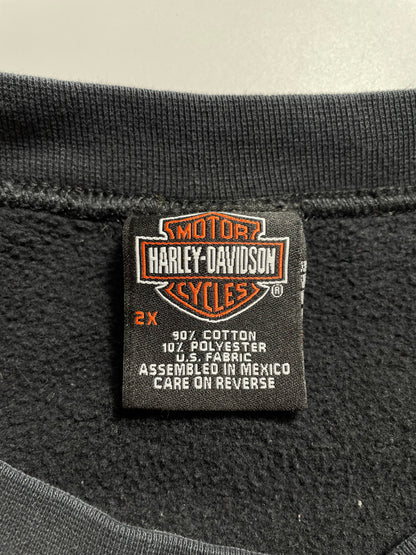 MOTOR
HARLEY-DAVIDSON
CYCLES
®
2X
90% COTTON
10% POLYESTER
U.S. FABRIC
ASSEMBLED IN MEXICO
CARE ON REVERSE